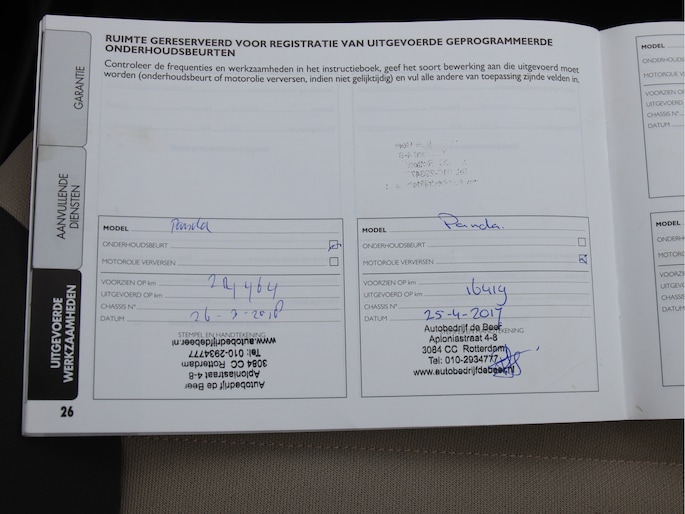 RUIMTE GERESERVEERD VOOR REGISTRATIE VAN UITGEVOERDE GEPROGRAMMEERDE
ONDERHOUDSBEURTEN
Controleer de frequenties en werkzaamheden in het instructieboek, geef het soort bewerking aan die uitgevoerd moet
worden (onderhoudsbeurt of motorolie verversen, indien niet gelijktijdig) en vul alle andere van toepassing zijnde velden in.
GARANTIE
AANVULLENDE
DIENSTEN
UITGEVOERDE
WERKZAAMHEDEN
26
MODEL Panda
ONDERHOUDSBEURT
MOTOROLIE VERVERSEN
VOORZIEN OP km
UITGEVOERD OP km
CHASSIS N°
DATUM
STEMPEL EN HANDTEKENING
Autobedrijf de Beer
Aploniastraat 4-8
3084 CC Rotterdam
Tel: 010-2934777
www.autobedrijfdebeer.nl
MODEL Panda.
ONDERHOUDSBEURT
MOTOROLIE VERVERSEN
VOORZIEN OP km
UITGEVOERD OP km 16419
CHASSIS N°
DATUM 25-4-2017
Autobedrijf de Beer
Aploniastraat 4-8
3084 CC Rotterdam
Tel: 010-2934777
www.autobedrijfdebeer.nl
MODEL
MOTOROLIE
VOORZIEN OP
UITGEVOERD
CHASSIS N°
DATUM
MODEL